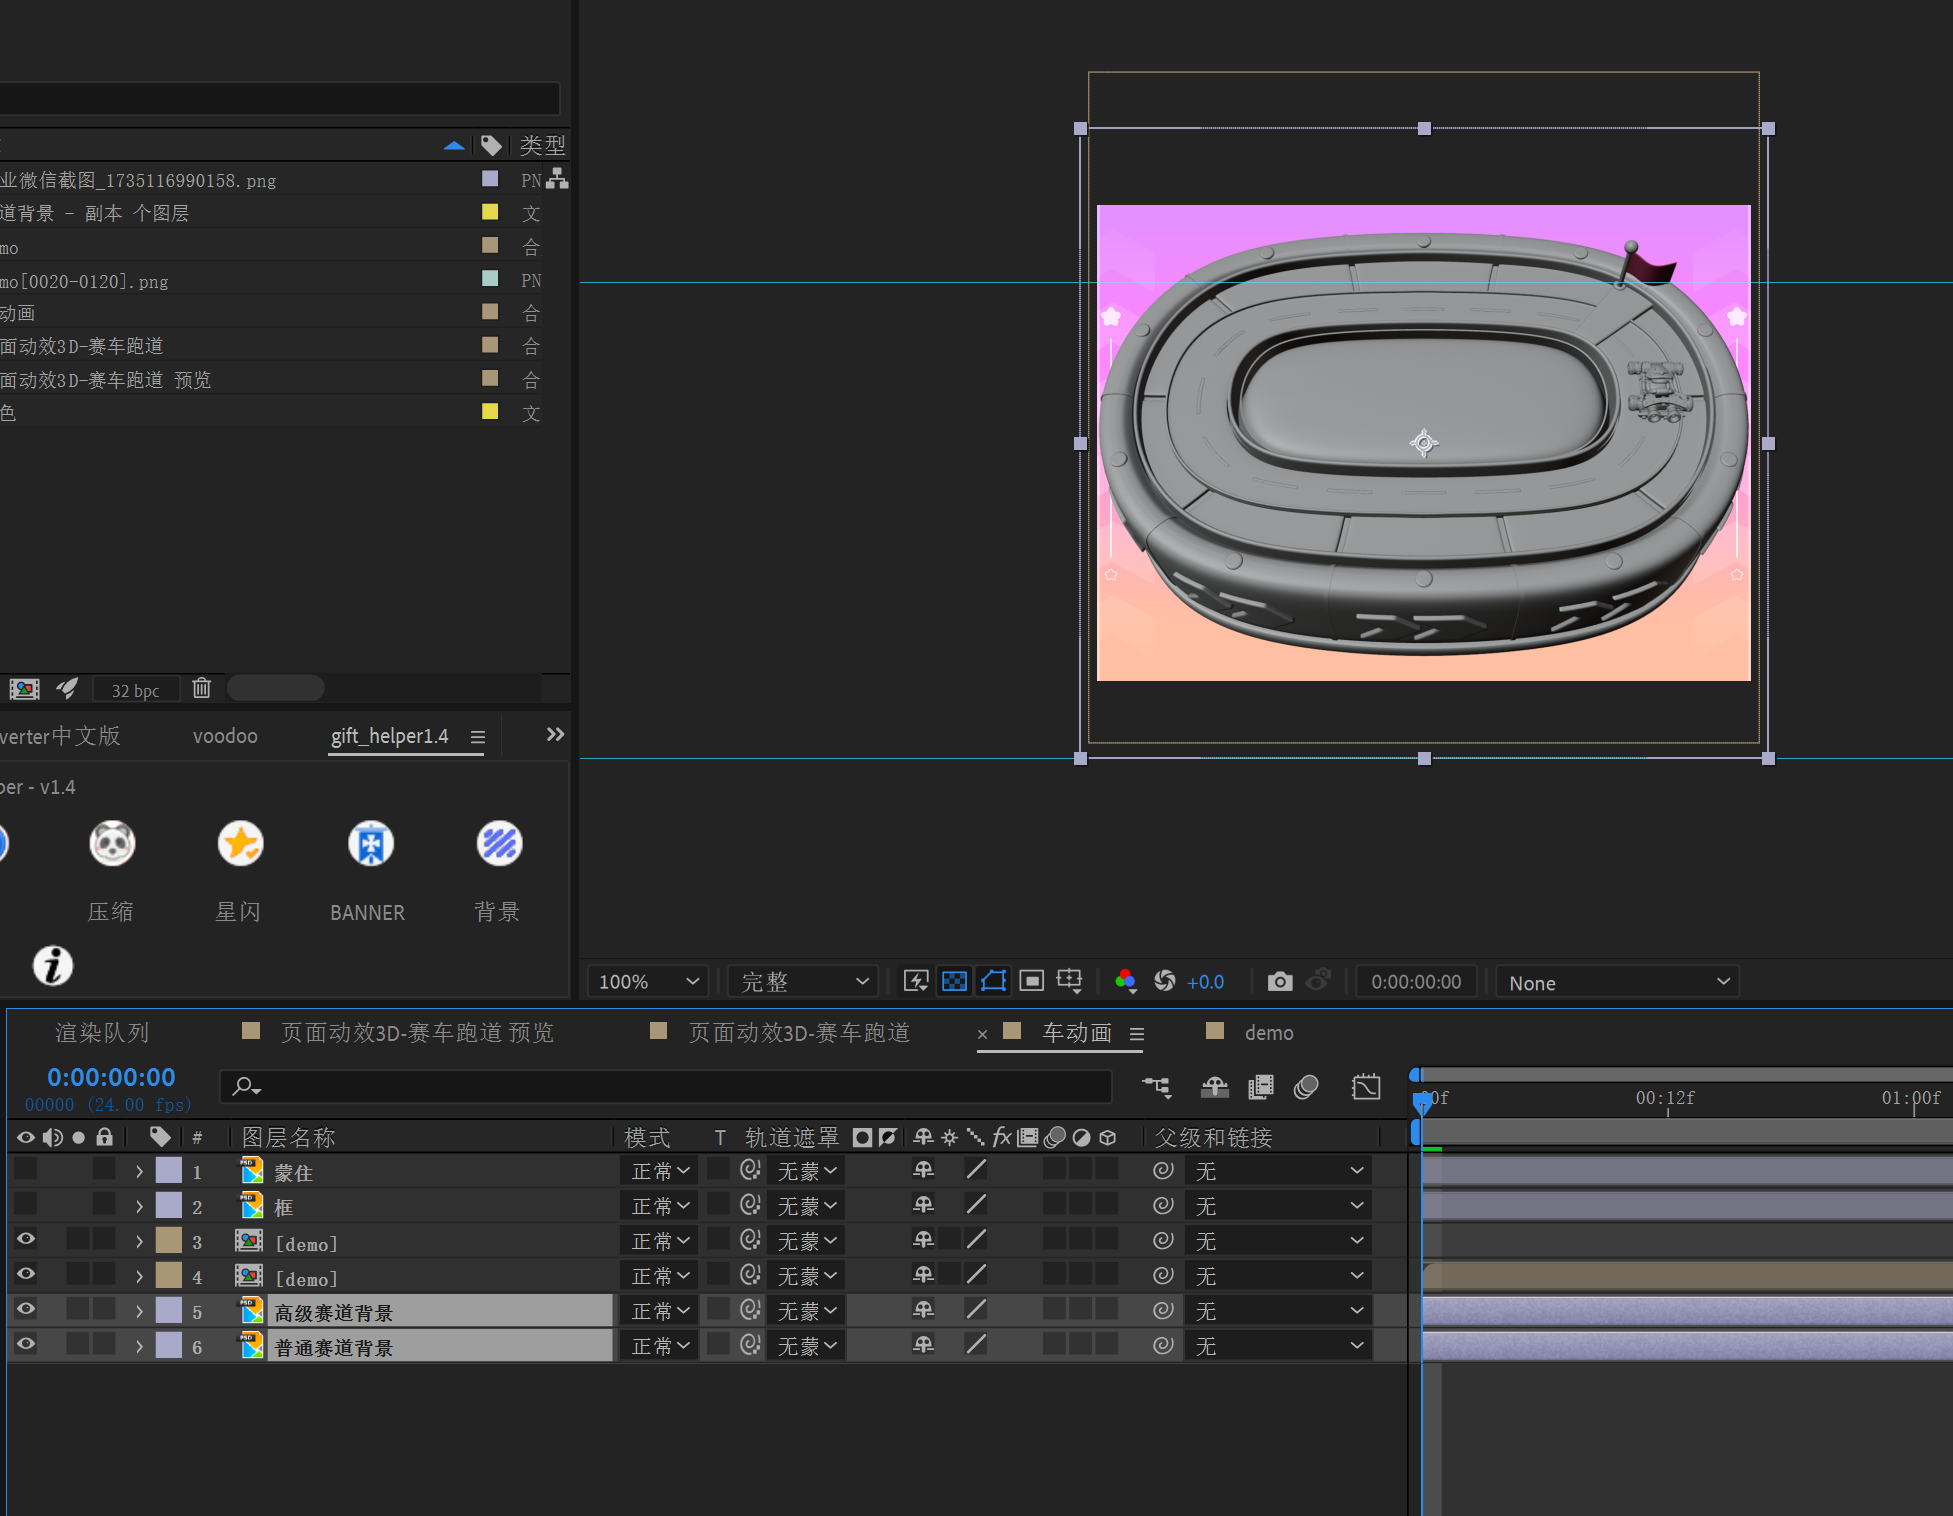 类型
业微信截图_1735116990158.png PN
道背景 - 副本 个图层 文
mo 合
mo[0020-0120].png PN
动画 合
面动效3D-赛车跑道 合
面动效3D-赛车跑道 预览 合
色 文
32 bpc
verter中文版 voodoo gift_helper1.4
per - v1.4
压缩 星闪 BANNER 背景
100% 完整 +0.0 0:00:00:00 None
渲染队列 页面动效3D-赛车跑道 预览 页面动效3D-赛车跑道 × 车动画 demo
0:00:00:00
00000 (24.00 fps)
00f 00:12f 01:00f
# 图层名称 模式 T 轨道遮罩 fx 父级和链接
1 蒙住 正常 无蒙 无
2 框 正常 无蒙 无
3 [demo] 正常 无蒙 无
4 [demo] 正常 无蒙 无
5 高级赛道背景 正常 无蒙 无
6 普通赛道背景 正常 无蒙 无